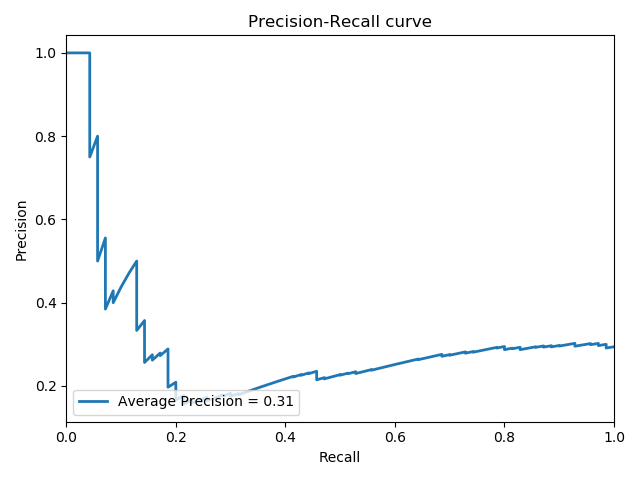 Precision-Recall curve
1.0
0.8
0.6
0.4
0.2
Precision
Average Precision = 0.31
0.0 0.2 0.4 0.6 0.8 1.0
Recall